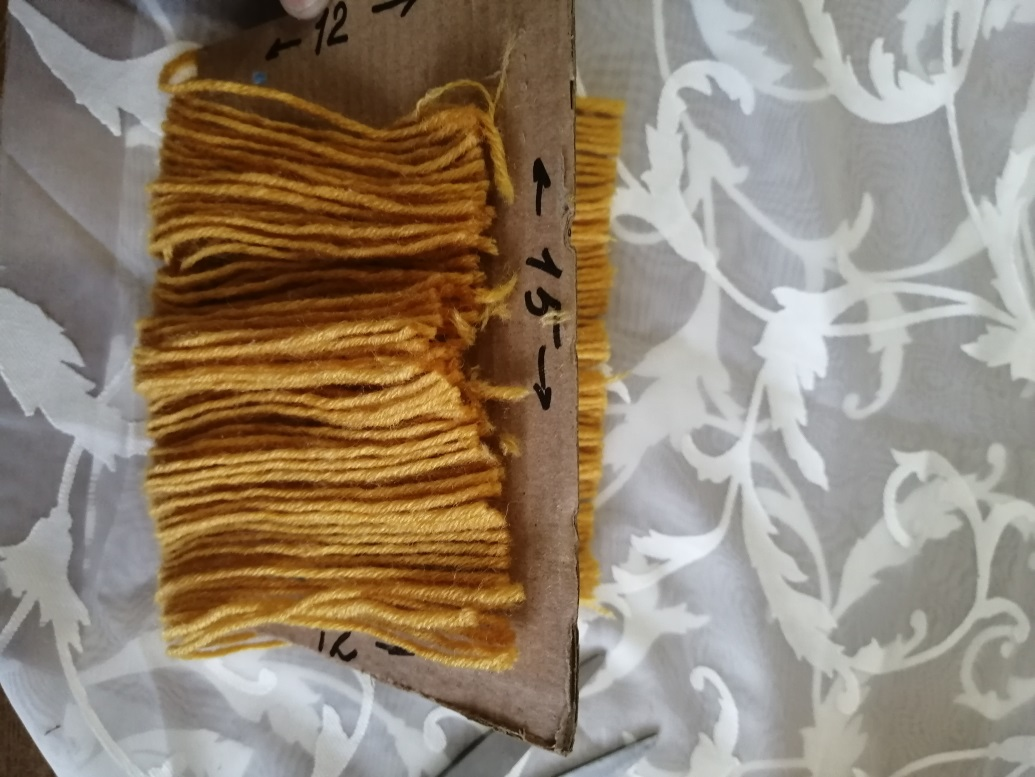 ← 12 →
← 15 →
12 →